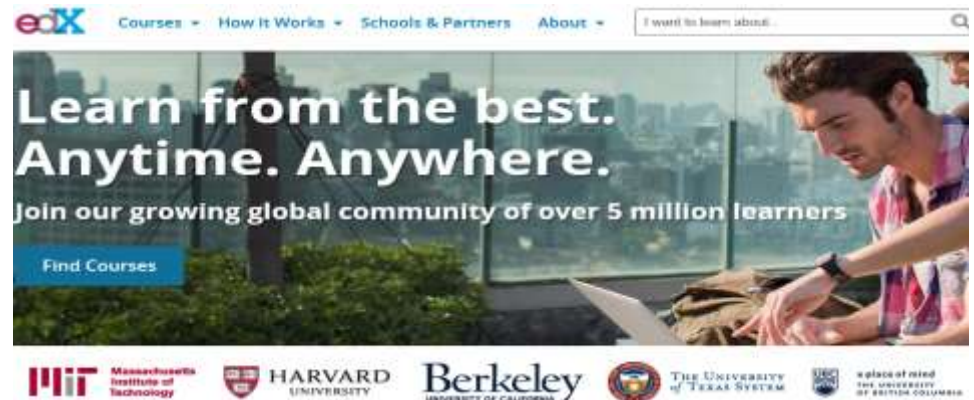 edX Courses How It Works Schools & Partners About I want to learn about...
Learn from the best.
Anytime. Anywhere.
Join our growing global community of over 5 million learners
Find Courses
Massachusetts
Institute of
Technology
HARVARD
UNIVERSITY
Berkeley
UNIVERSITY OF CALIFORNIA
THE UNIVERSITY
of TEXAS SYSTEM
UBC
a place of mind
THE UNIVERSITY
OF BRITISH COLUMBIA